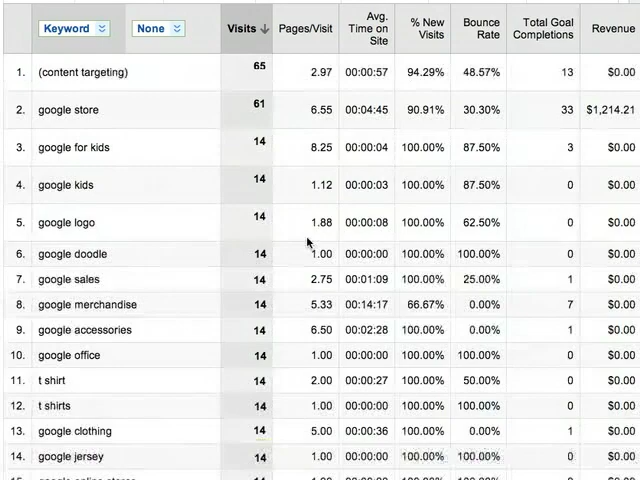 Keyword None Visits Pages/Visit Avg. Time on Site % New Visits Bounce Rate Total Goal Completions Revenue
1. (content targeting) 65 2.97 00:00:57 94.29% 48.57% 13 $0.00
2. google store 61 6.55 00:04:45 90.91% 30.30% 33 $1,214.21
3. google for kids 14 8.25 00:00:04 100.00% 87.50% 3 $0.00
4. google kids 14 1.12 00:00:03 100.00% 87.50% 0 $0.00
5. google logo 14 1.88 00:00:08 100.00% 62.50% 0 $0.00
6. google doodle 14 1.00 00:00:00 100.00% 100.00% 0 $0.00
7. google sales 14 2.75 00:01:09 100.00% 25.00% 1 $0.00
8. google merchandise 14 5.33 00:14:17 66.67% 0.00% 7 $0.00
9. google accessories 14 6.50 00:02:28 100.00% 0.00% 1 $0.00
10. google office 14 1.00 00:00:00 100.00% 100.00% 0 $0.00
11. t shirt 14 2.00 00:00:27 100.00% 50.00% 0 $0.00
12. t shirts 14 1.00 00:00:00 100.00% 100.00% 0 $0.00
13. google clothing 14 5.00 00:00:36 100.00% 0.00% 1 $0.00
14. google jersey 14 1.00 00:00:00 100.00% 100.00% 0 $0.00